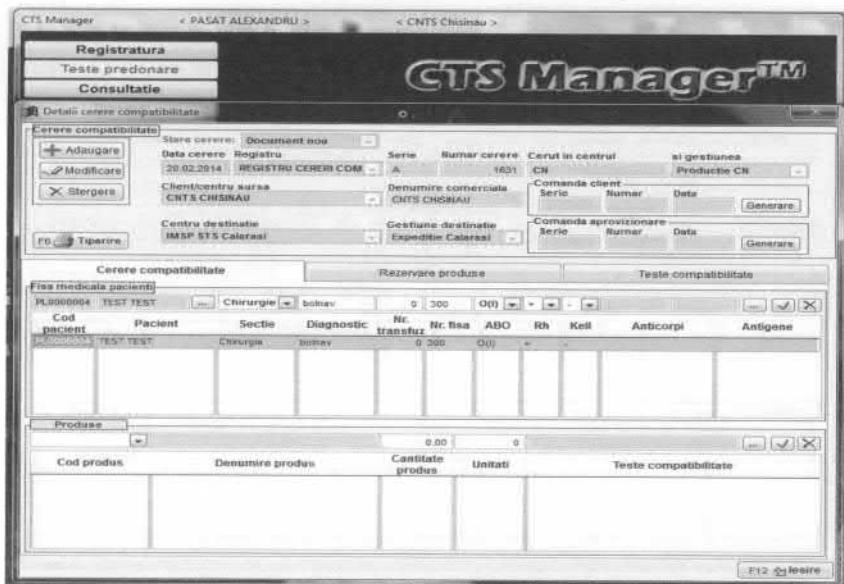 CTS Manager < PASAT ALEXANDRU > < CNTS Chisinau >
Registratura
Teste predonare
Consultatie
CTS Manager™
Detalii cerere compatibilitate
Cerere compatibilitate
Adaugare
Modificare
Stergere
F6 Tiparire
Stare cerere: Document nou
Data cerere Registru Serie Numar cerere Cerut in centrul si gestiunea
20.02.2014 REGISTRU CERERI COM A 1631 CN Productie CN
Client/centru sursa Denumire comerciala Comanda client
CNTS CHISINAU CNTS CHISINAU Serie Numar Data Generare
Centru destinatie Gestiune destinatie Comanda aprovizionare
IMSP STS Calarasi Expeditie Calarasi Serie Numar Data Generare
Cerere compatibilitate Rezervare produse Teste compatibilitate
Fisa medicala pacienti
PL0000004 TEST TEST ... Chirurgie bolnav 0 300 O(I) + - ...
Cod pacient Pacient Sectie Diagnostic Nr. transfuz Nr. fisa ABO Rh Kell Anticorpi Antigene
PL0000004 TEST TEST Chirurgie bolnav 0 300 O(I) + -
Produse
0.00 0 ...
Cod produs Denumire produs Cantitate produs Unitati Teste compatibilitate
F12 Iesire